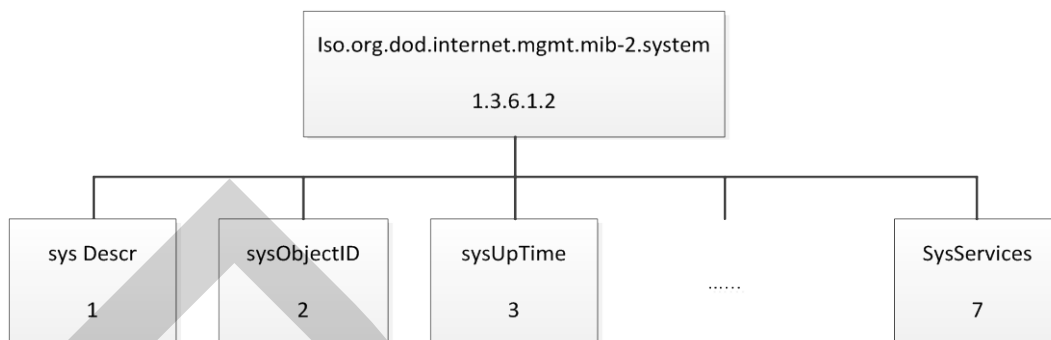 Iso.org.dod.internet.mgmt.mib-2.system
1.3.6.1.2
sys Descr
1
sysObjectID
2
sysUpTime
3
......
SysServices
7